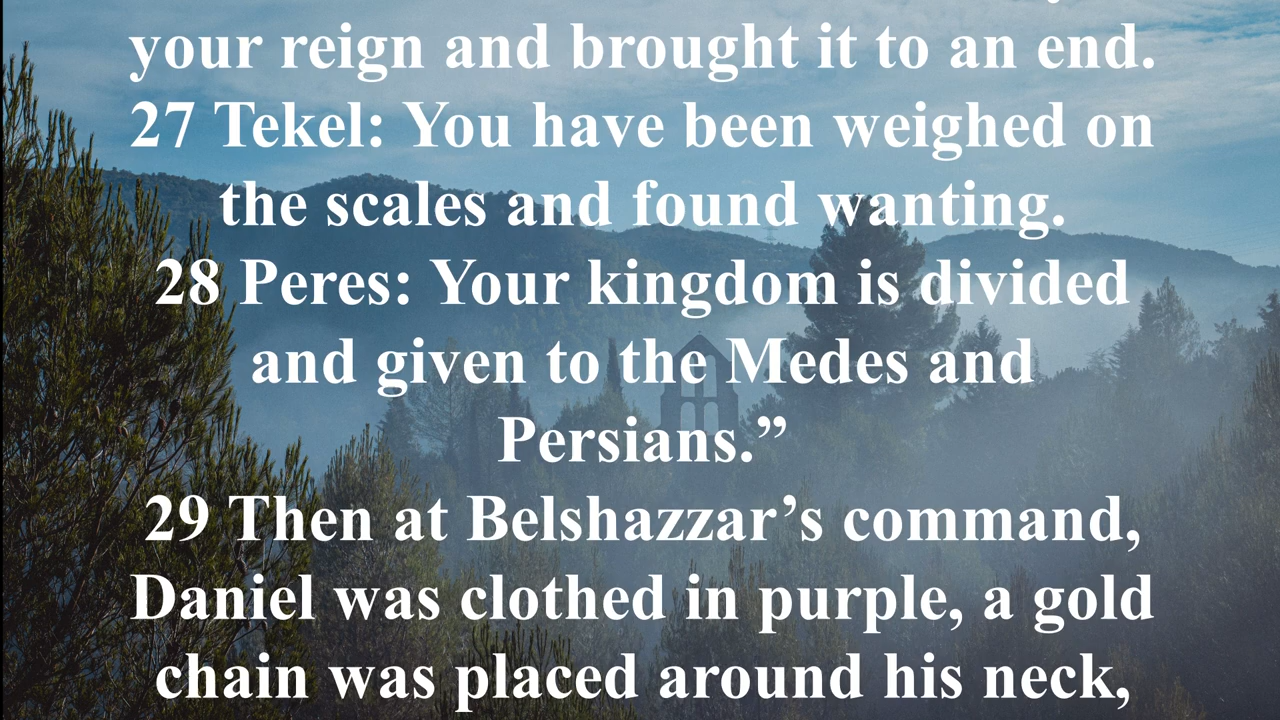 your reign and brought it to an end.
27 Tekel: You have been weighed on
the scales and found wanting.
28 Peres: Your kingdom is divided
and given to the Medes and
Persians.”
29 Then at Belshazzar’s command,
Daniel was clothed in purple, a gold
chain was placed around his neck,